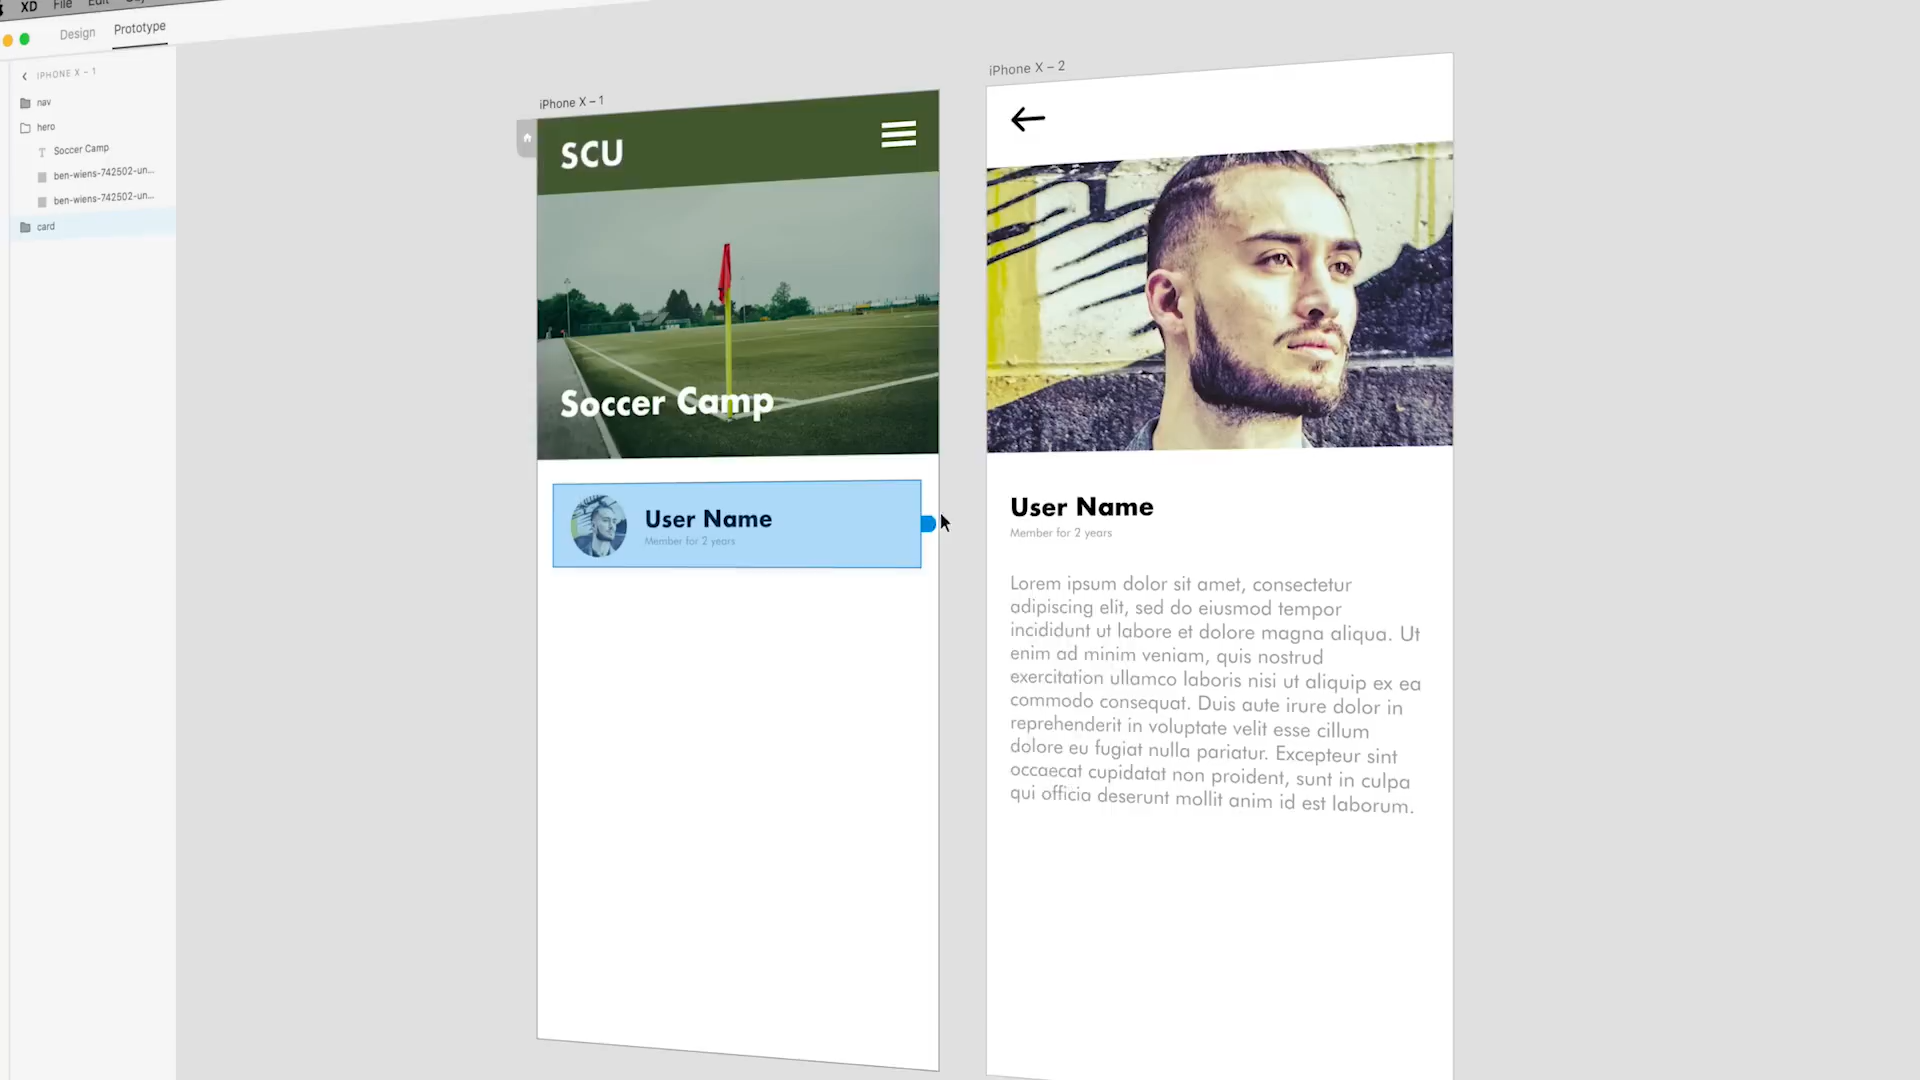 XD File Edit
Design Prototype
IPHONE X – 1
nav
hero
T Soccer Camp
ben-wiens-742502-un...
ben-wiens-742502-un...
card
iPhone X – 1
SCU
Soccer Camp
User Name
Member for 2 years
iPhone X – 2
User Name
Member for 2 years
Lorem ipsum dolor sit amet, consectetur
adipiscing elit, sed do eiusmod tempor
incididunt ut labore et dolore magna aliqua. Ut
enim ad minim veniam, quis nostrud
exercitation ullamco laboris nisi ut aliquip ex ea
commodo consequat. Duis aute irure dolor in
reprehenderit in voluptate velit esse cillum
dolore eu fugiat nulla pariatur. Excepteur sint
occaecat cupidatat non proident, sunt in culpa
qui officia deserunt mollit anim id est laborum.